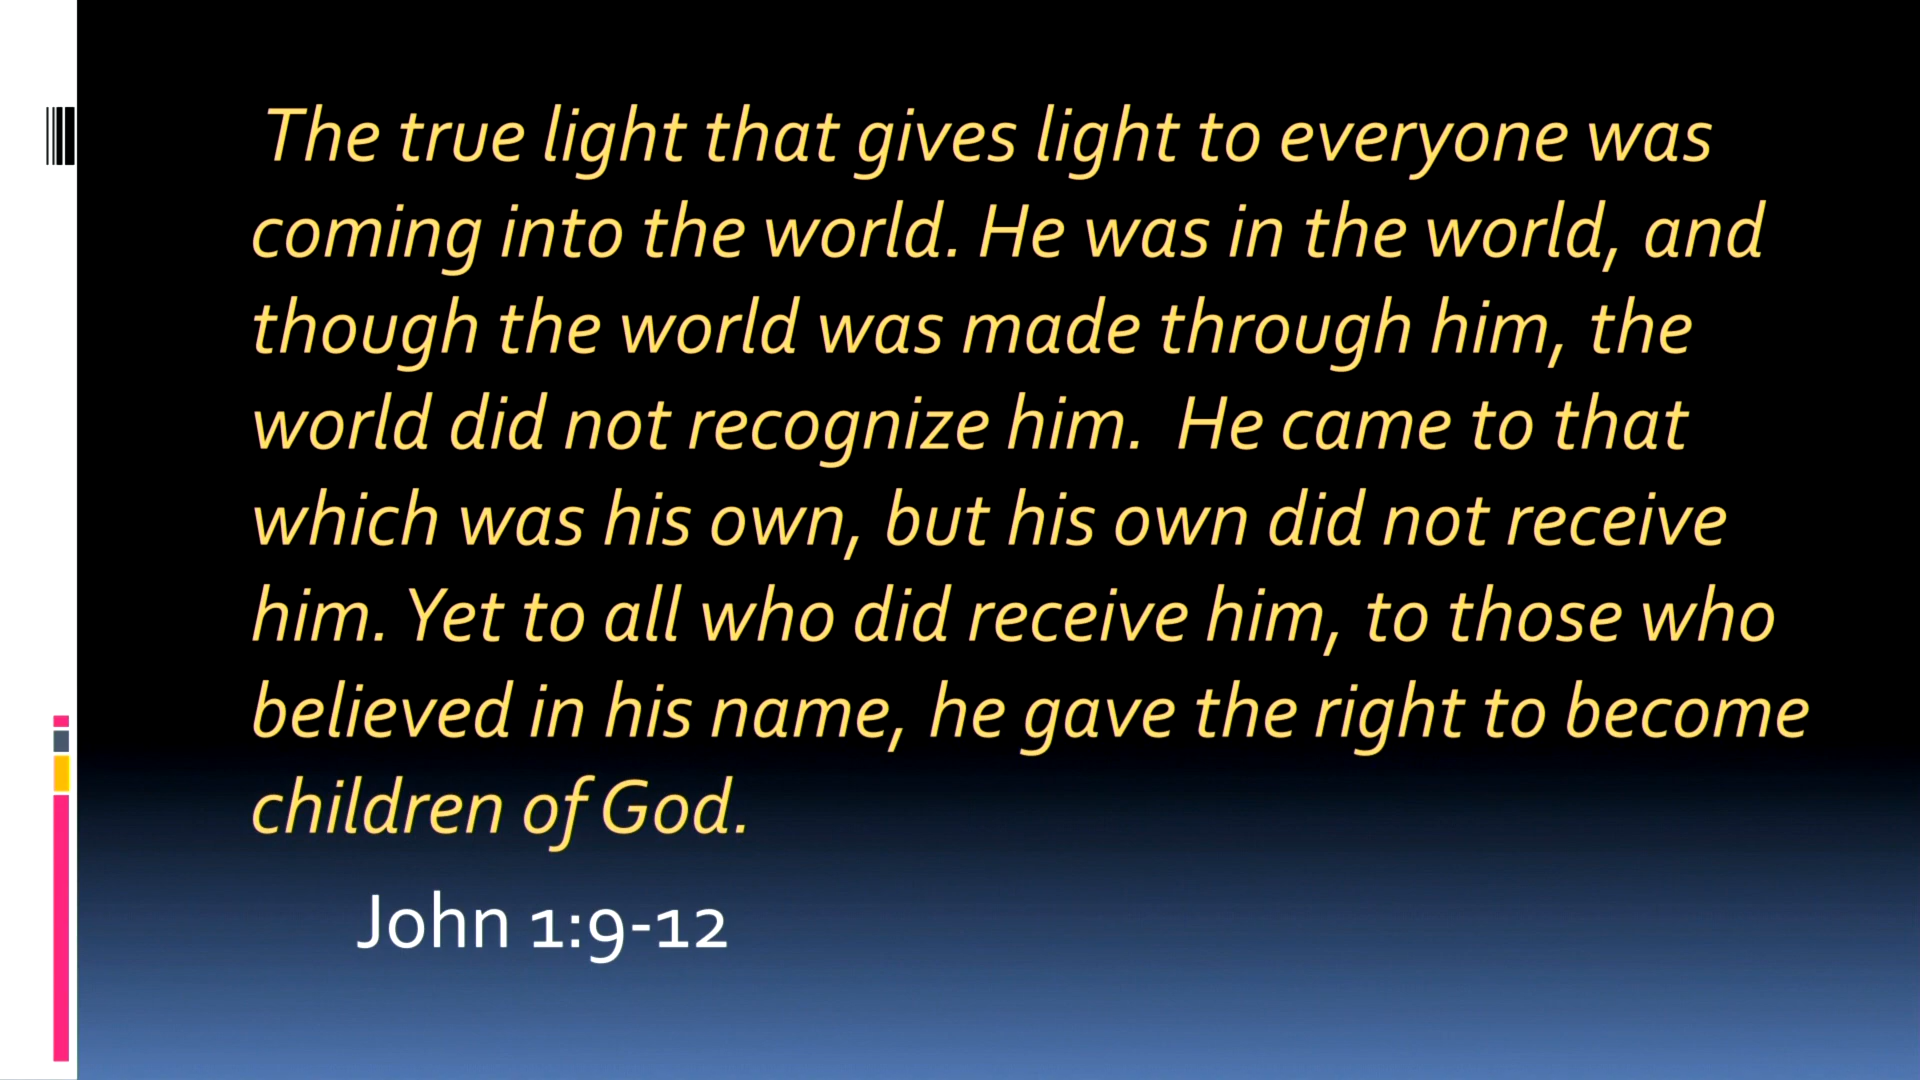 The true light that gives light to everyone was
coming into the world. He was in the world, and
though the world was made through him, the
world did not recognize him.  He came to that
which was his own, but his own did not receive
him. Yet to all who did receive him, to those who
believed in his name, he gave the right to become
children of God.
John 1:9-12